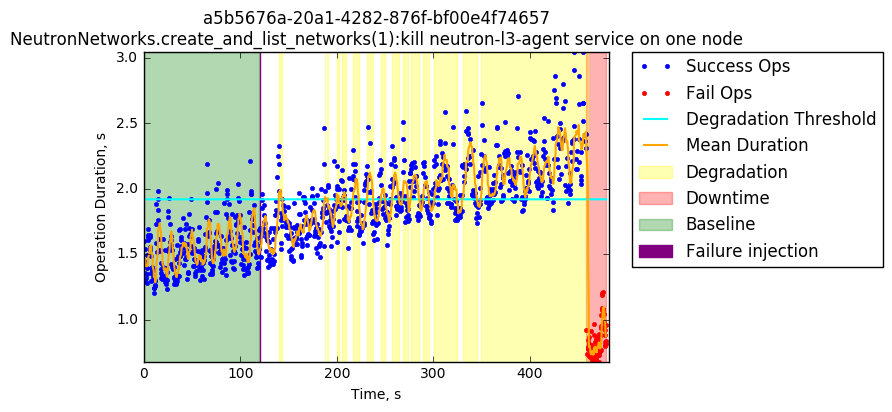 a5b5676a-20a1-4282-876f-bf00e4f74657
NeutronNetworks.create_and_list_networks(1):kill neutron-l3-agent service on one node
3.0
2.5
2.0
1.5
1.0
Operation Duration, s
0 100 200 300 400
Time, s
Success Ops
Fail Ops
Degradation Threshold
Mean Duration
Degradation
Downtime
Baseline
Failure injection